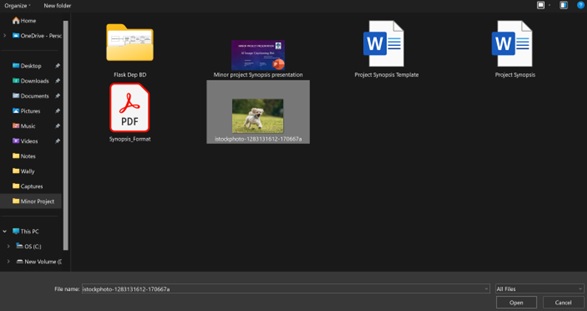 Organize
New folder
Home
OneDrive - Persc
Desktop
Downloads
Documents
Pictures
Music
Videos
Notes
Wally
Captures
Minor Project
This PC
OS (C:)
New Volume (D
Flask Dep BD
Minor project Synopsis presentation
Project Synopsis Template
Project Synopsis
W
W
PDF
Synopsis_Format
istockphoto-1283131612-170667a
File name:
istockphoto-1283131612-170667a
All Files
Open
Cancel